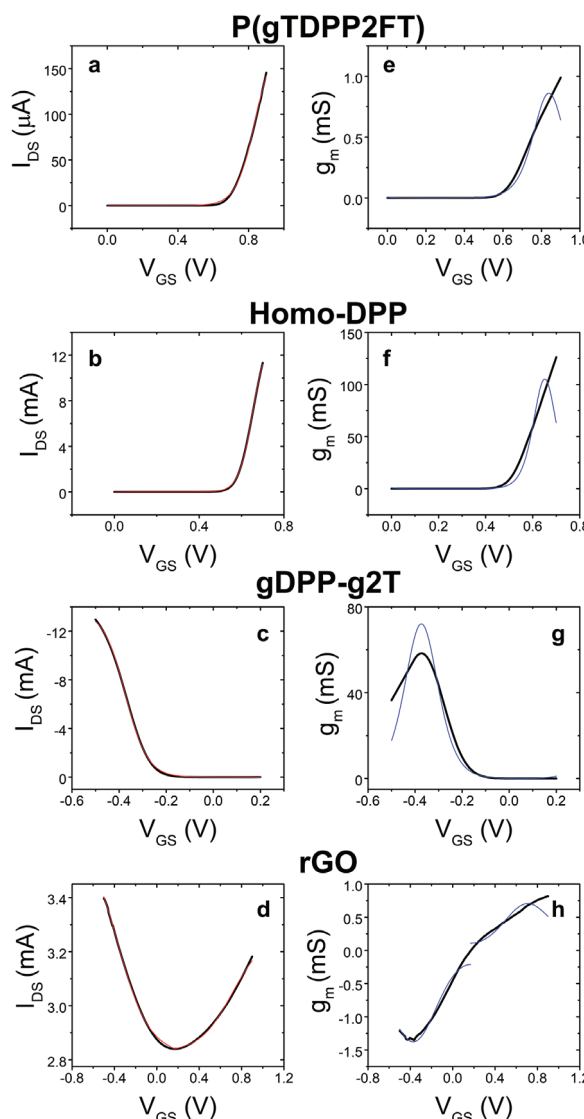 P(gTDPP2FT)
a
I_DS (μA)
150
100
50
0
0.0 0.4 0.8
V_GS (V)
e
g_m (mS)
1.0
0.5
0.0
0.0 0.2 0.4 0.6 0.8 1.0
V_GS (V)
Homo-DPP
b
I_DS (mA)
12
8
4
0
0.0 0.2 0.4 0.6 0.8
V_GS (V)
f
g_m (mS)
150
100
50
0
0.0 0.2 0.4 0.6 0.8
V_GS (V)
gDPP-g2T
c
I_DS (mA)
-12
-8
-4
0
-0.6 -0.4 -0.2 0.0 0.2
V_GS (V)
g
g_m (mS)
80
40
0
-0.6 -0.4 -0.2 0.0 0.2
V_GS (V)
rGO
d
I_DS (mA)
3.4
3.2
3.0
2.8
-0.8 -0.4 0.0 0.4 0.8 1.2
V_GS (V)
h
g_m (mS)
1.0
0.5
0.0
-0.5
-1.0
-1.5
-0.8 -0.4 0.0 0.4 0.8 1.2
V_GS (V)